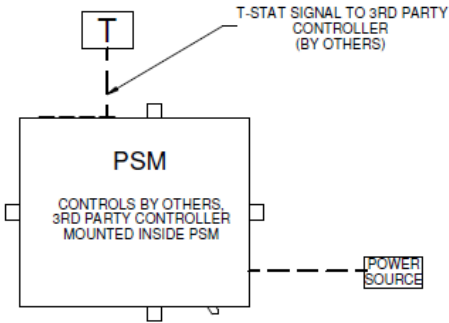 T-STAT SIGNAL TO 3RD PARTY
CONTROLLER
(BY OTHERS)
T
PSM
CONTROLS BY OTHERS,
3RD PARTY CONTROLLER
MOUNTED INSIDE PSM
POWER
SOURCE